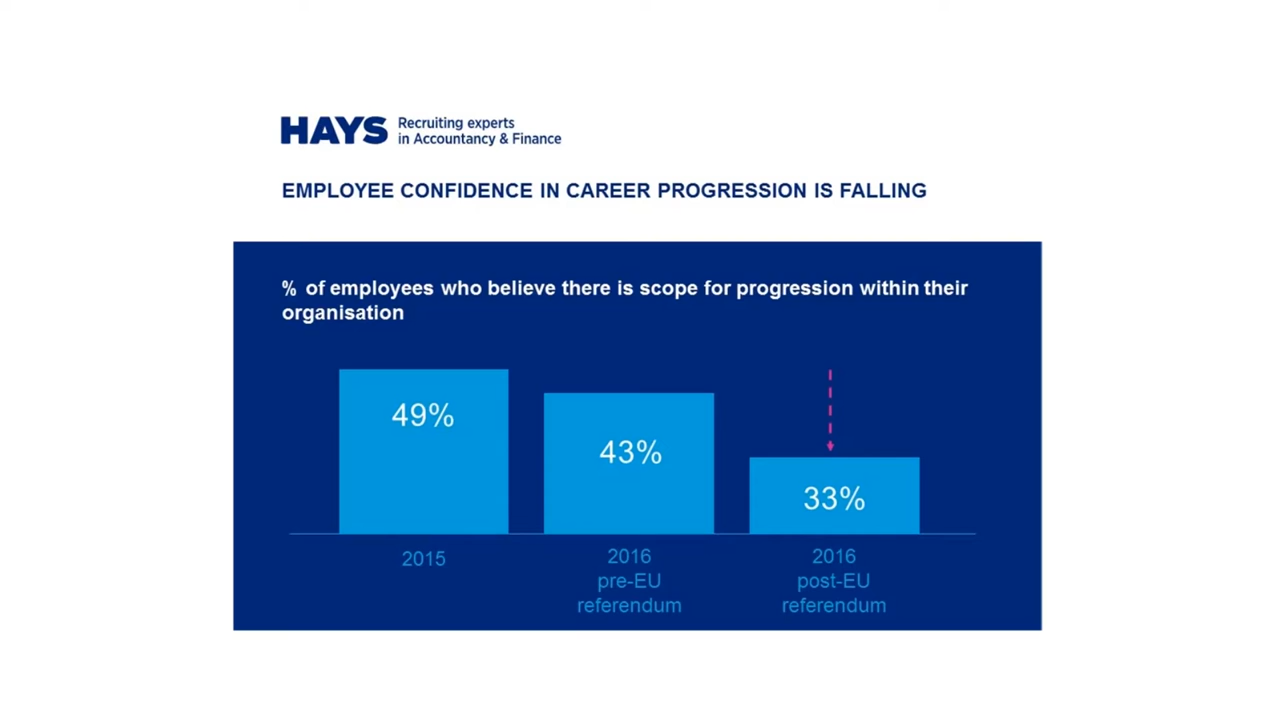 HAYS
Recruiting experts
in Accountancy & Finance
EMPLOYEE CONFIDENCE IN CAREER PROGRESSION IS FALLING
% of employees who believe there is scope for progression within their
organisation
49%
43%
33%
2015
2016
pre-EU
referendum
2016
post-EU
referendum